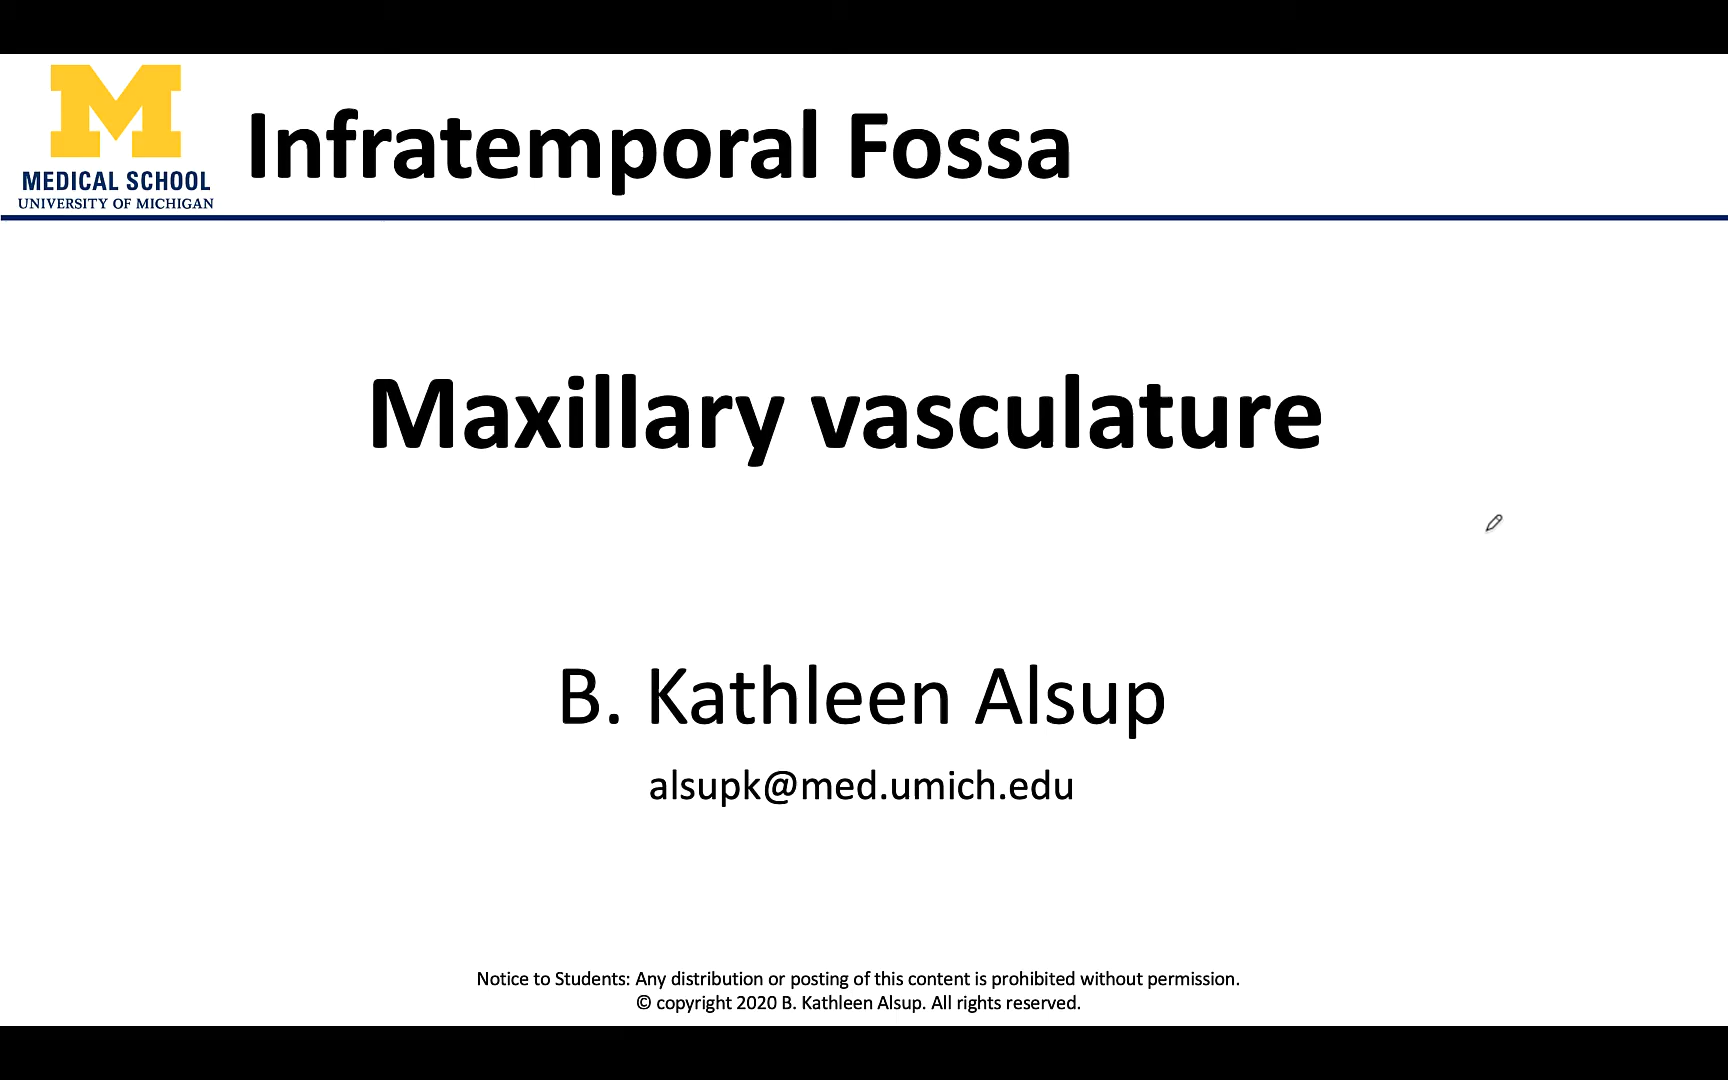 M
MEDICAL SCHOOL
UNIVERSITY OF MICHIGAN
Infratemporal Fossa
Maxillary vasculature
B. Kathleen Alsup
alsupk@med.umich.edu
Notice to Students: Any distribution or posting of this content is prohibited without permission.
© copyright 2020 B. Kathleen Alsup. All rights reserved.